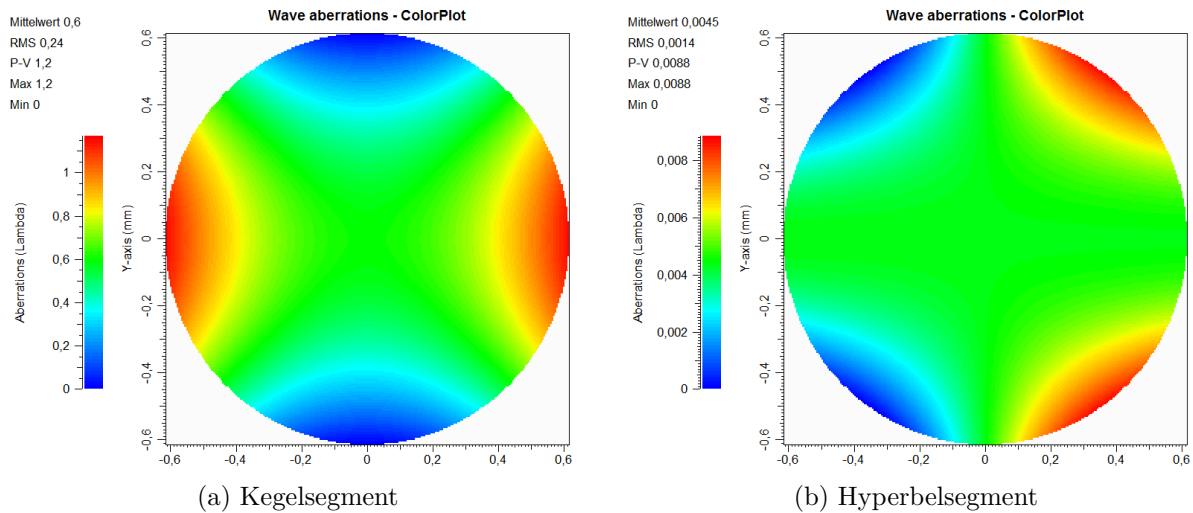 Wave aberrations - ColorPlot
Mittelwert 0,6
RMS 0,24
P-V 1,2
Max 1,2
Min 0
Aberrations (Lambda)
1
0,8
0,6
0,4
0,2
0
Y-axis (mm)
0,6
0,4
0,2
0
-0,2
-0,4
-0,6
-0,6
-0,4
-0,2
0
0,2
0,4
0,6
(a) Kegelsegment
Wave aberrations - ColorPlot
Mittelwert 0,0045
RMS 0,0014
P-V 0,0088
Max 0,0088
Min 0
Aberrations (Lambda)
0,008
0,006
0,004
0,002
0
Y-axis (mm)
0,6
0,4
0,2
0
-0,2
-0,4
-0,6
-0,6
-0,4
-0,2
0
0,2
0,4
0,6
(b) Hyperbelsegment